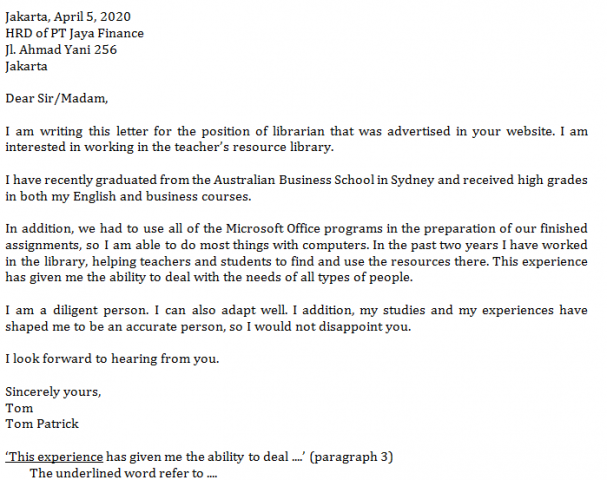 Jakarta, April 5, 2020
HRD of PT Jaya Finance
Jl. Ahmad Yani 256
Jakarta
Dear Sir/Madam,
I am writing this letter for the position of librarian that was advertised in your website. I am
interested in working in the teacher's resource library.
I have recently graduated from the Australian Business School in Sydney and received high grades
in both my English and business courses.
In addition, we had to use all of the Microsoft Office programs in the preparation of our finished
assignments, so I am able to do most things with computers. In the past two years I have worked
in the library, helping teachers and students to find and use the resources there. This experience
has given me the ability to deal with the needs of all types of people.
I am a diligent person. I can also adapt well. I addition, my studies and my experiences have
shaped me to be an accurate person, so I would not disappoint you.
I look forward to hearing from you.
Sincerely yours,
Tom
Tom Patrick
‘This experience has given me the ability to deal ....’ (paragraph 3)
The underlined word refer to ....